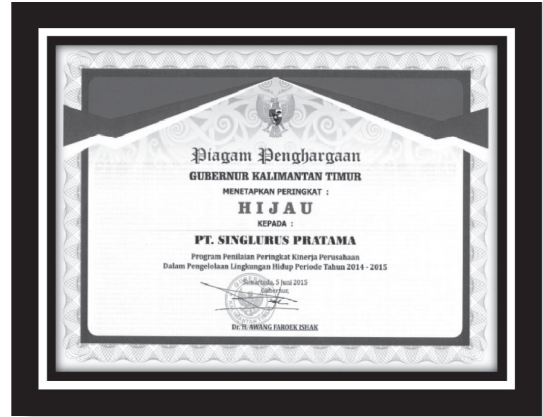 Piagam Penghargaan
GUBERNUR KALIMANTAN TIMUR
MENETAPKAN PERINGKAT :
HIJAU
KEPADA :
PT. SINGLURUS PRATAMA
Program Penilaian Peringkat Kinerja Perusahaan
Dalam Pengelolaan Lingkungan Hidup Periode Tahun 2014 - 2015
Samarinda, 5 Juni 2015
Gubernur,
Dr. H. AWANG FAROEK ISHAK